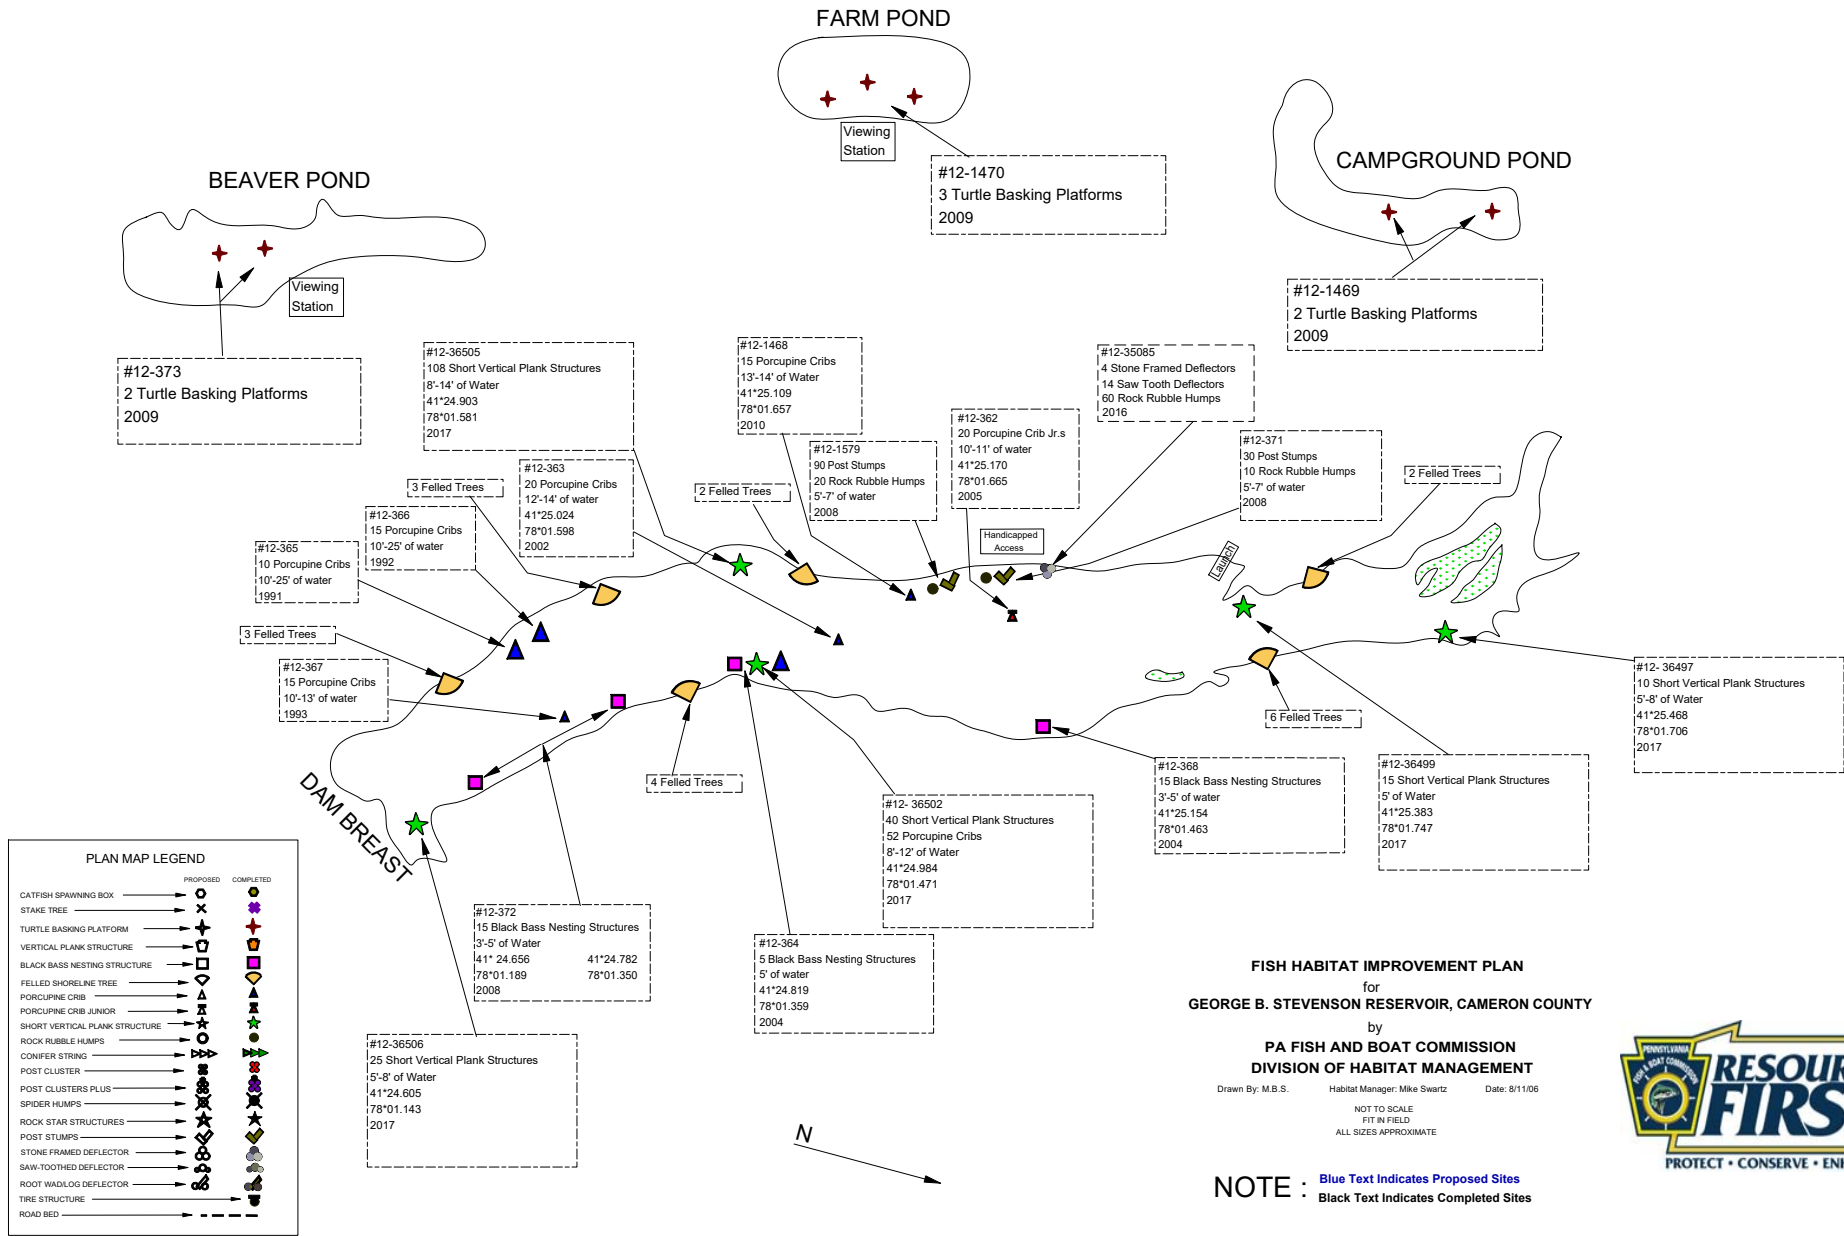 FARM POND
Viewing
Station
#12-1470
3 Turtle Basking Platforms
2009
CAMPGROUND POND
#12-1469
2 Turtle Basking Platforms
2009
BEAVER POND
Viewing
Station
#12-373
2 Turtle Basking Platforms
2009
#12-36505
108 Short Vertical Plank Structures
8'-14' of Water
41*24.903
78*01.581
2017
#12-1468
15 Porcupine Cribs
13'-14' of Water
41*25.109
78*01.657
2010
#12-35085
4 Stone Framed Deflectors
14 Saw Tooth Deflectors
60 Rock Rubble Humps
2016
#12-362
20 Porcupine Crib Jr.s
10'-11' of water
41*25.170
78*01.665
2005
#12-371
30 Post Stumps
10 Rock Rubble Humps
5'-7' of water
2008
#12-1579
90 Post Stumps
20 Rock Rubble Humps
5'-7' of water
2008
#12-363
20 Porcupine Cribs
12'-14' of water
41*25.024
78*01.598
2002
3 Felled Trees
2 Felled Trees
2 Felled Trees
#12-366
15 Porcupine Cribs
10'-25' of water
1992
#12-365
10 Porcupine Cribs
10'-25' of water
1991
Handicapped
Access
Launch
3 Felled Trees
#12-367
15 Porcupine Cribs
10'-13' of water
1993
#12- 36497
10 Short Vertical Plank Structures
5'-8' of Water
41*25.468
78*01.706
2017
6 Felled Trees
4 Felled Trees
#12-368
15 Black Bass Nesting Structures
3'-5' of water
41*25.154
78*01.463
2004
#12-36499
15 Short Vertical Plank Structures
5' of Water
41*25.383
78*01.747
2017
DAM BREAST
#12- 36502
40 Short Vertical Plank Structures
52 Porcupine Cribs
8'-12' of Water
41*24.984
78*01.471
2017
#12-372
15 Black Bass Nesting Structures
3'-5' of Water
41* 24.656 41*24.782
78*01.189 78*01.350
2008
#12-364
5 Black Bass Nesting Structures
5' of water
41*24.819
78*01.359
2004
#12-36506
25 Short Vertical Plank Structures
5'-8' of Water
41*24.605
78*01.143
2017
PLAN MAP LEGEND
PROPOSED COMPLETED
CATFISH SPAWNING BOX
STAKE TREE
TURTLE BASKING PLATFORM
VERTICAL PLANK STRUCTURE
BLACK BASS NESTING STRUCTURE
FELLED SHORELINE TREE
PORCUPINE CRIB
PORCUPINE CRIB JUNIOR
SHORT VERTICAL PLANK STRUCTURE
ROCK RUBBLE HUMPS
CONIFER STRING
POST CLUSTER
POST CLUSTERS PLUS
SPIDER HUMPS
ROCK STAR STRUCTURES
POST STUMPS
STONE FRAMED DEFLECTOR
SAW-TOOTHED DEFLECTOR
ROOT WAD/LOG DEFLECTOR
TIRE STRUCTURE
ROAD BED
N
FISH HABITAT IMPROVEMENT PLAN
for
GEORGE B. STEVENSON RESERVOIR, CAMERON COUNTY
by
PA FISH AND BOAT COMMISSION
DIVISION OF HABITAT MANAGEMENT
Drawn By: M.B.S. Habitat Manager: Mike Swartz Date: 8/11/06
NOT TO SCALE
FIT IN FIELD
ALL SIZES APPROXIMATE
NOTE : Blue Text Indicates Proposed Sites
Black Text Indicates Completed Sites
PENNSYLVANIA
FISH & BOAT COMMISSION
RESOUR
FIRS
PROTECT • CONSERVE • EN